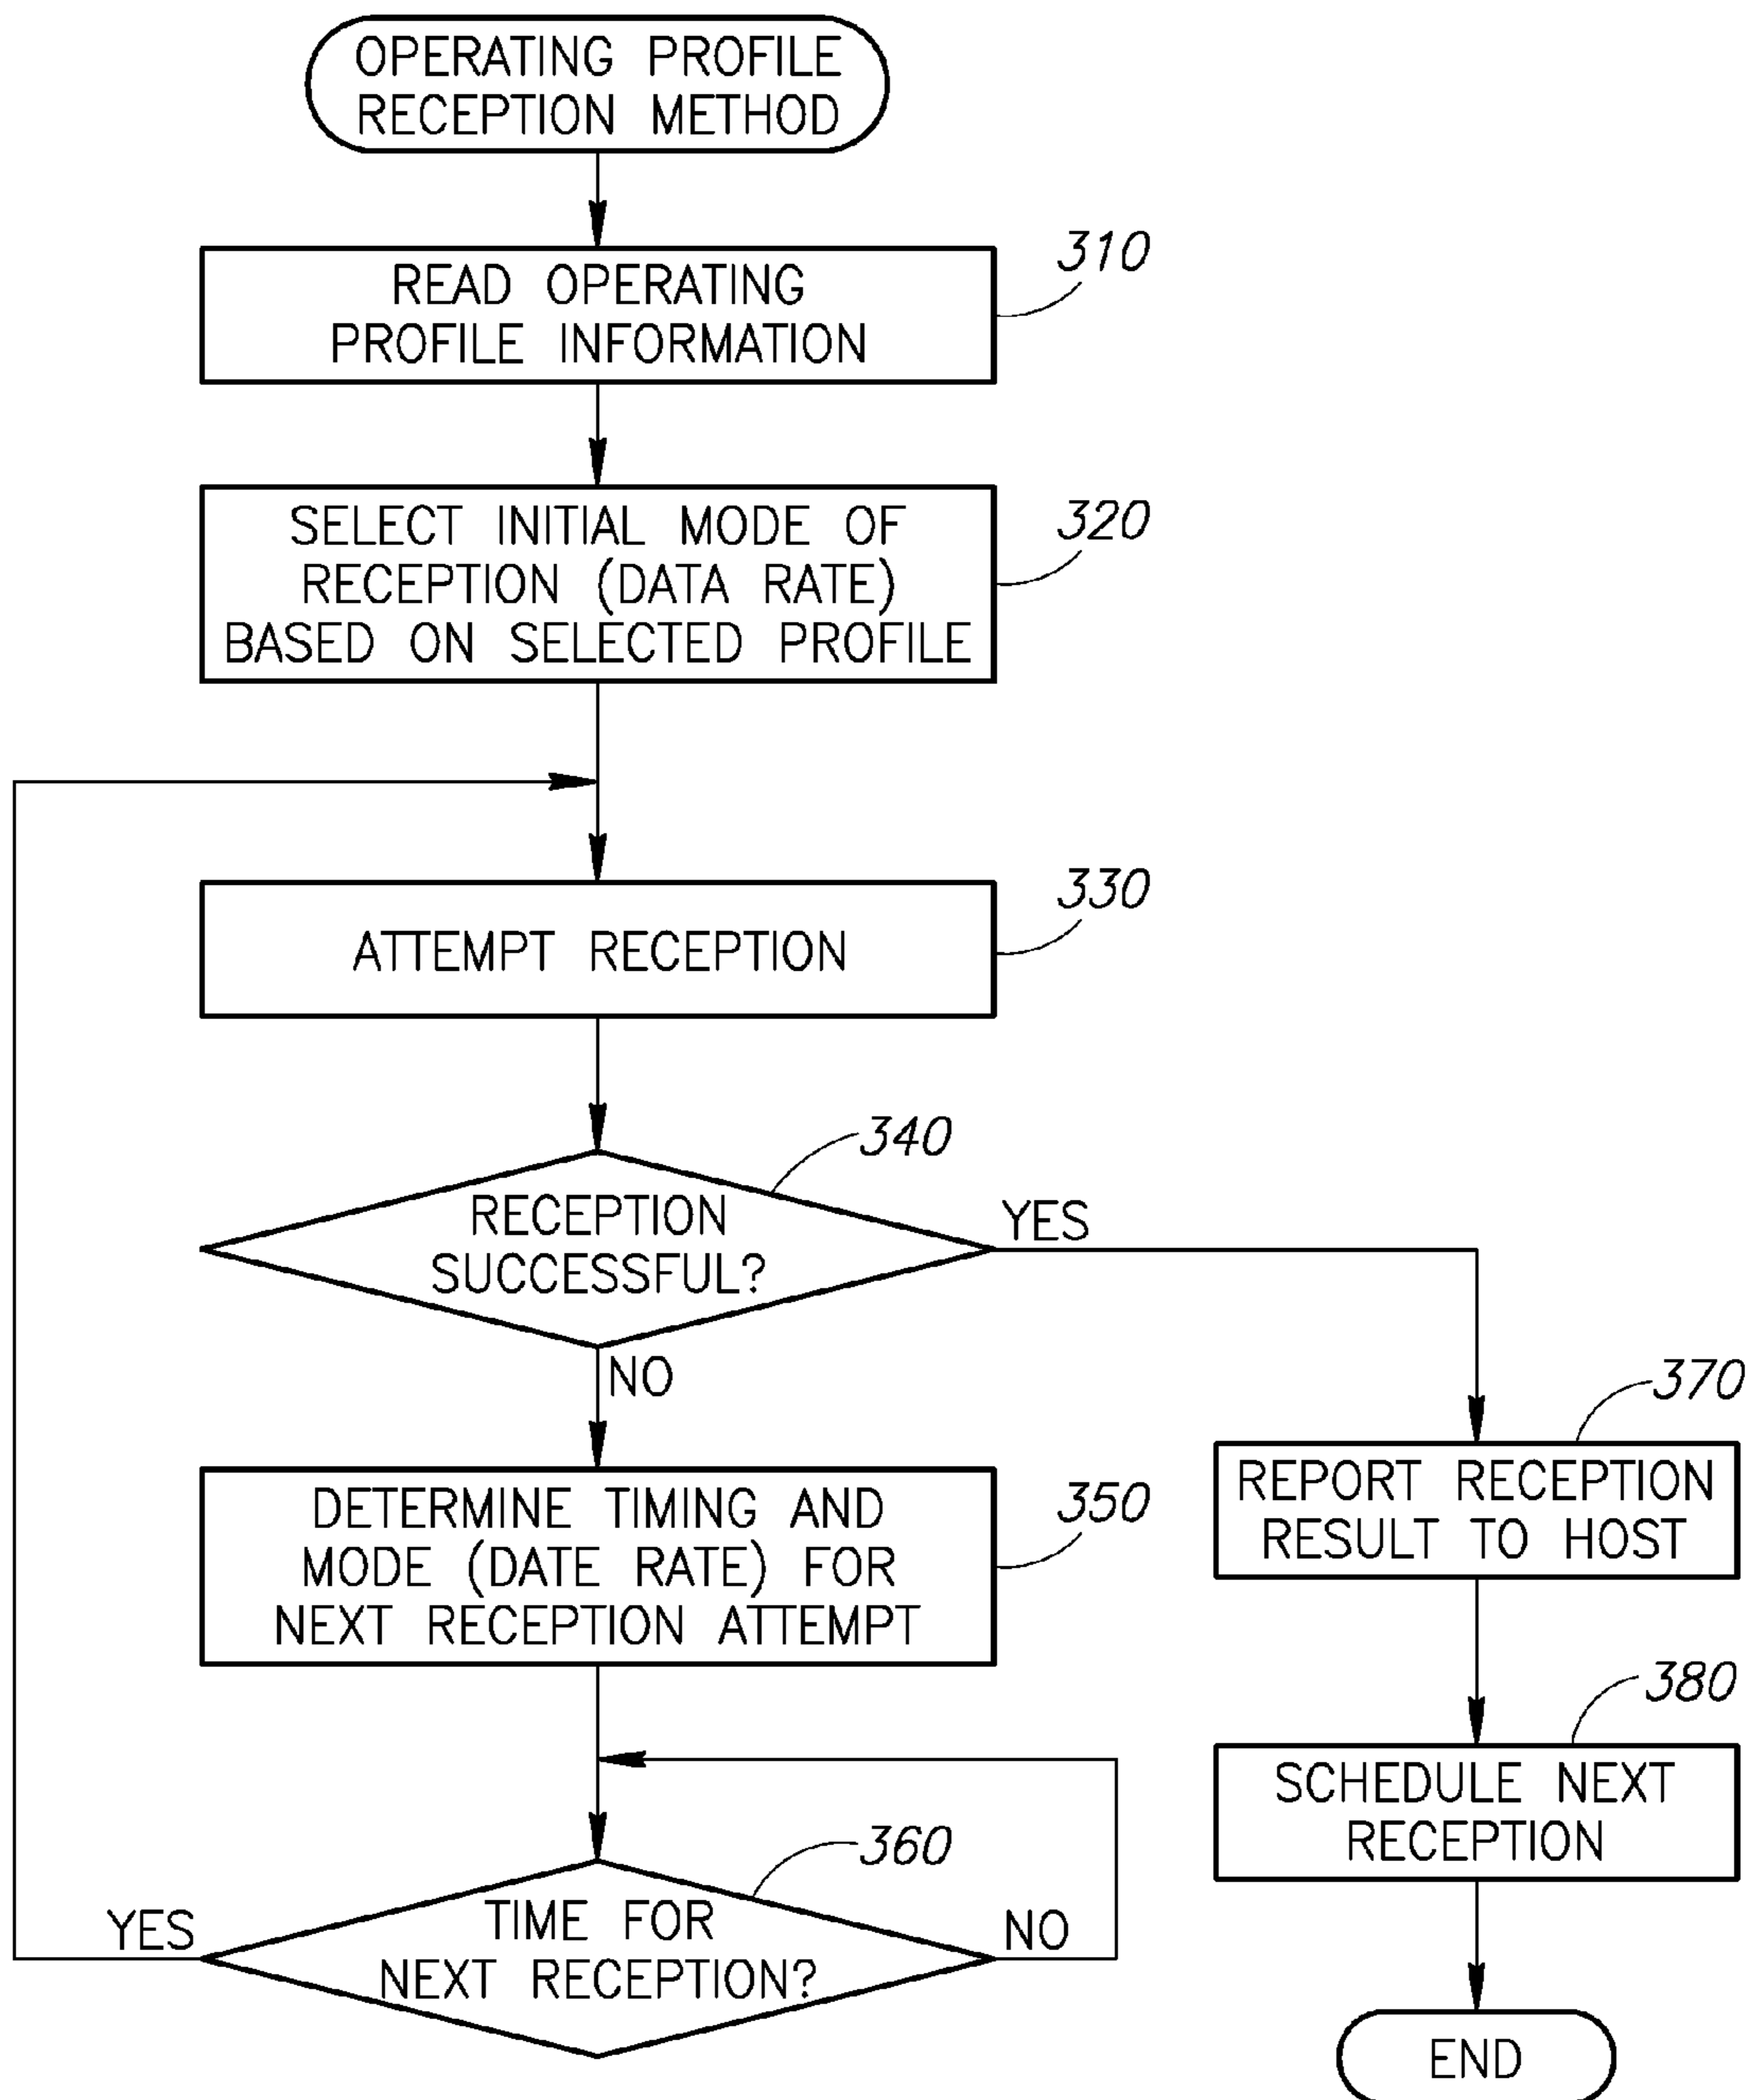 OPERATING PROFILE
RECEPTION METHOD
310
READ OPERATING
PROFILE INFORMATION
320
SELECT INITIAL MODE OF
RECEPTION (DATA RATE)
BASED ON SELECTED PROFILE
330
ATTEMPT RECEPTION
340
RECEPTION
SUCCESSFUL?
YES
NO
350
DETERMINE TIMING AND
MODE (DATE RATE) FOR
NEXT RECEPTION ATTEMPT
360
TIME FOR
NEXT RECEPTION?
YES
NO
370
REPORT RECEPTION
RESULT TO HOST
380
SCHEDULE NEXT
RECEPTION
END